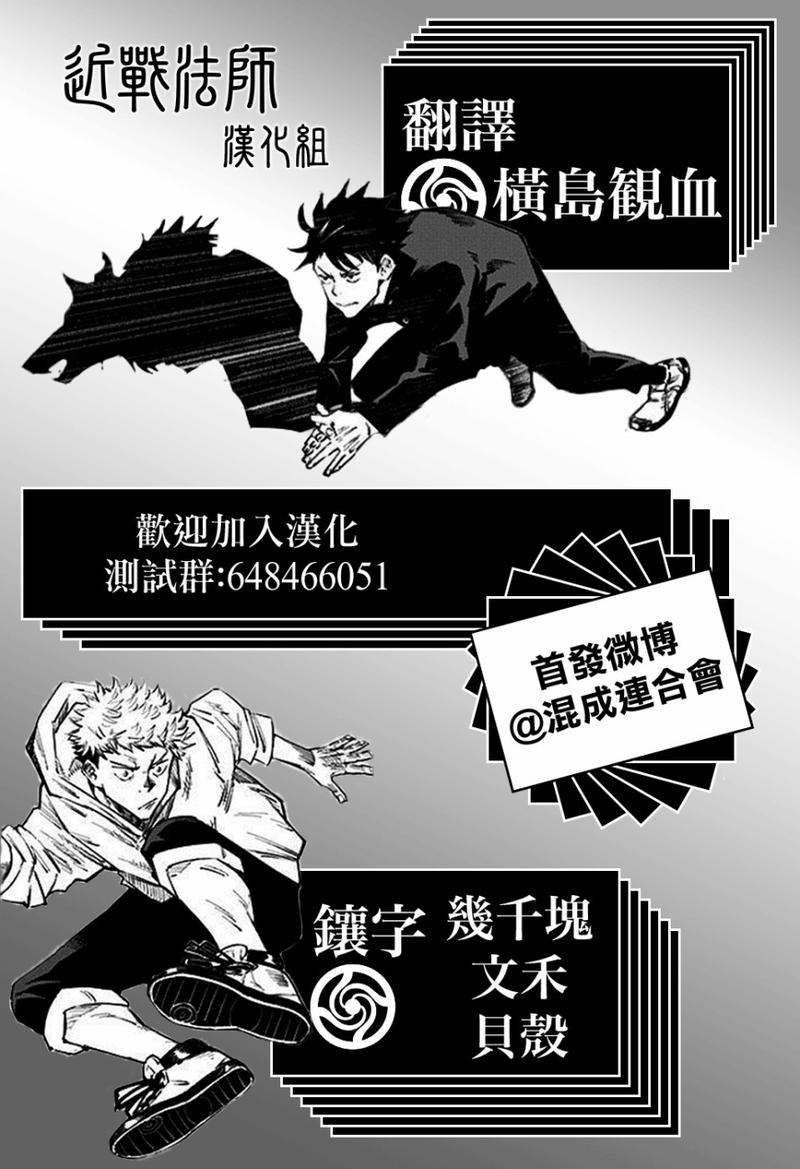 近戰法師
漢化組
翻譯
橫島観血
歡迎加入漢化
測試群:648466051
首發微博
@混成連合會
鑲字
幾千塊
文禾
貝殼